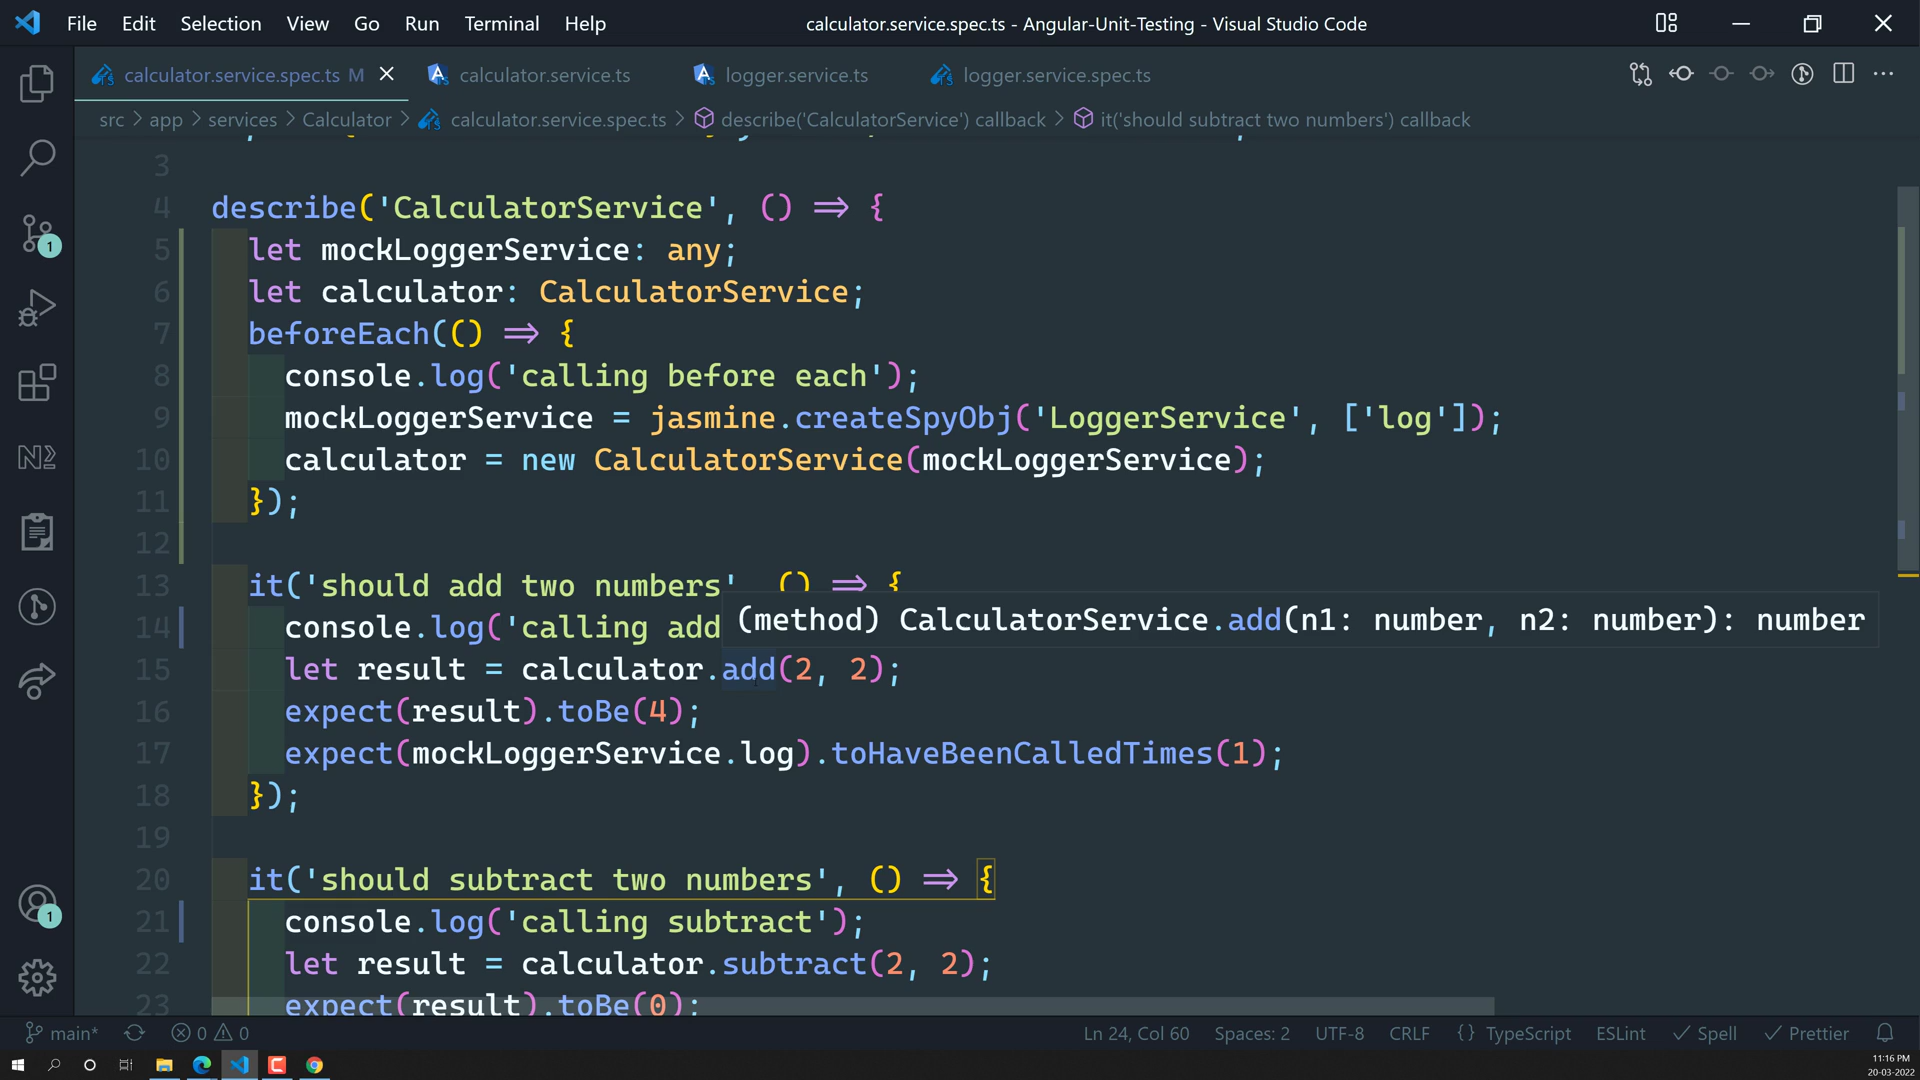 File Edit Selection View Go Run Terminal Help calculator.service.spec.ts - Angular-Unit-Testing - Visual Studio Code
calculator.service.spec.ts M calculator.service.ts logger.service.ts logger.service.spec.ts
src > app > services > Calculator > calculator.service.spec.ts > describe('CalculatorService') callback > it('should subtract two numbers') callback
3
4 describe('CalculatorService', () => {
5 let mockLoggerService: any;
6 let calculator: CalculatorService;
7 beforeEach(() => {
8 console.log('calling before each');
9 mockLoggerService = jasmine.createSpyObj('LoggerService', ['log']);
10 calculator = new CalculatorService(mockLoggerService);
11 });
12
13 it('should add two numbers' () => {
(method) CalculatorService.add(n1: number, n2: number): number
14 console.log('calling add
15 let result = calculator.add(2, 2);
16 expect(result).toBe(4);
17 expect(mockLoggerService.log).toHaveBeenCalledTimes(1);
18 });
19
20 it('should subtract two numbers', () => {
21 console.log('calling subtract');
22 let result = calculator.subtract(2, 2);
23 expect(result).toBe(0);
1
1
main* 0 0 Ln 24, Col 60 Spaces: 2 UTF-8 CRLF {} TypeScript ESLint Spell Prettier
11:16 PM
20-03-2022